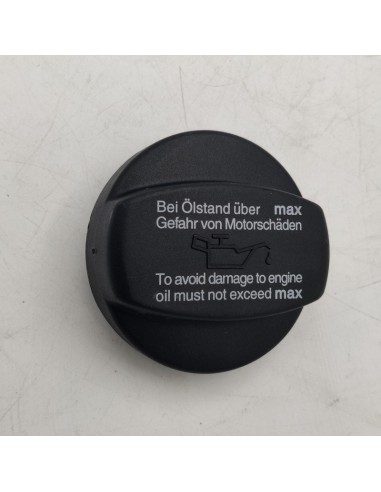 Bei Ölstand über max
Gefahr von Motorschäden
To avoid damage to engine
oil must not exceed max